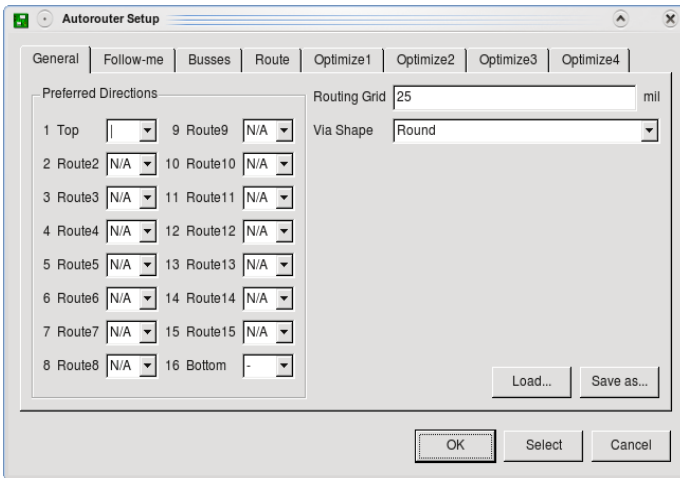 Autorouter Setup
General Follow-me Busses Route Optimize1 Optimize2 Optimize3 Optimize4
Preferred Directions
Routing Grid 25 mil
1 Top | 9 Route9 N/A
Via Shape Round
2 Route2 N/A 10 Route10 N/A
3 Route3 N/A 11 Route11 N/A
4 Route4 N/A 12 Route12 N/A
5 Route5 N/A 13 Route13 N/A
6 Route6 N/A 14 Route14 N/A
7 Route7 N/A 15 Route15 N/A
8 Route8 N/A 16 Bottom -
Load... Save as...
OK Select Cancel